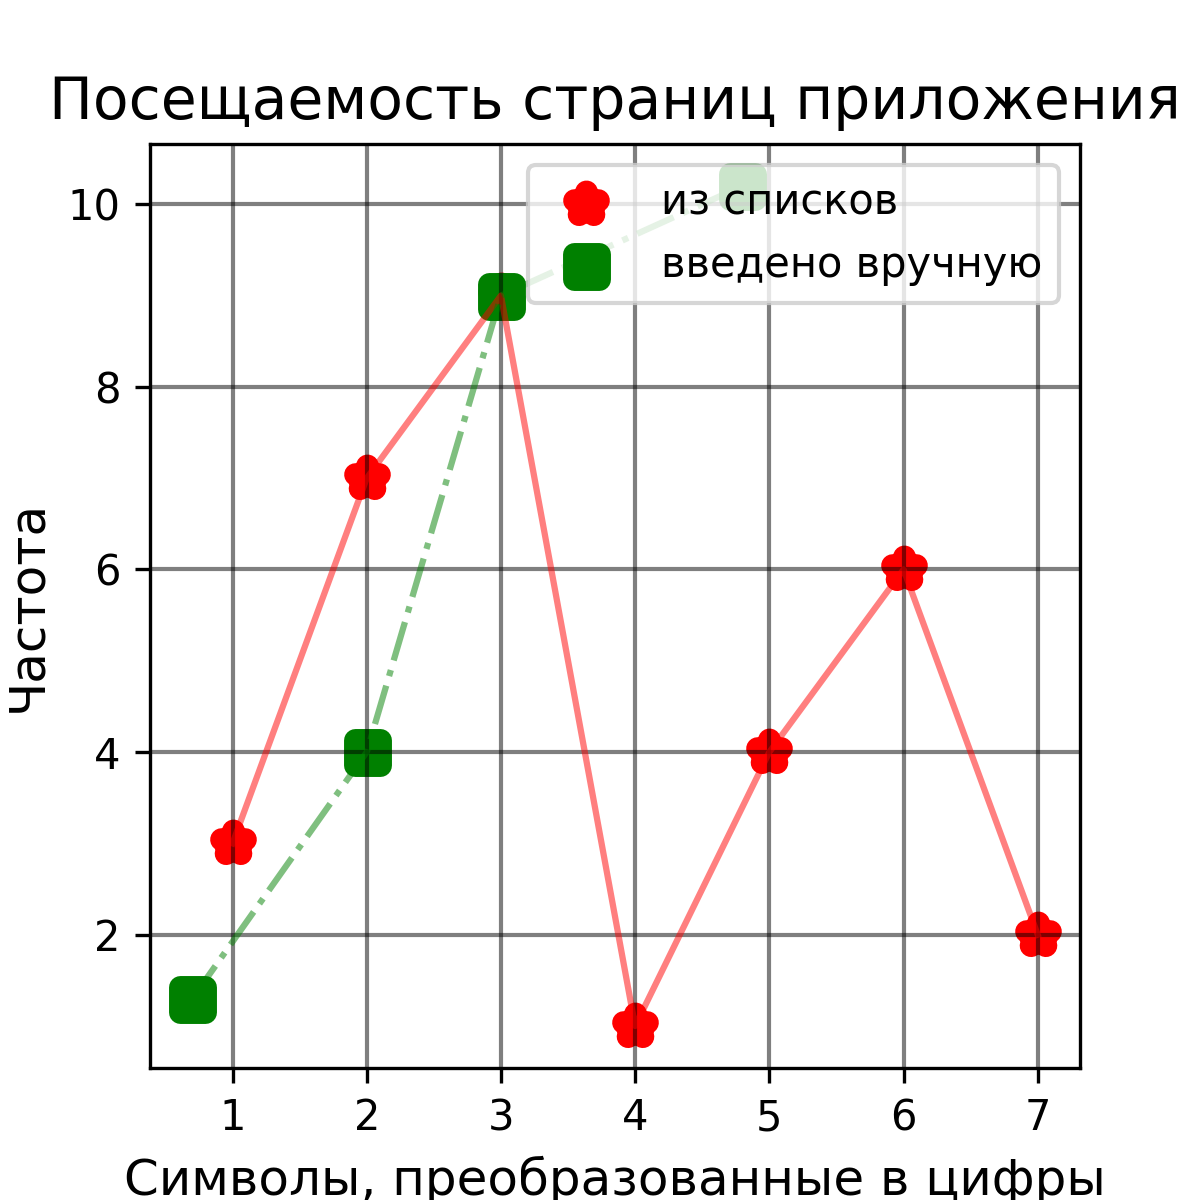 Посещаемость страниц приложения
из списков
введено вручную
Частота
10
8
6
4
2
1 2 3 4 5 6 7
Символы, преобразованные в цифры